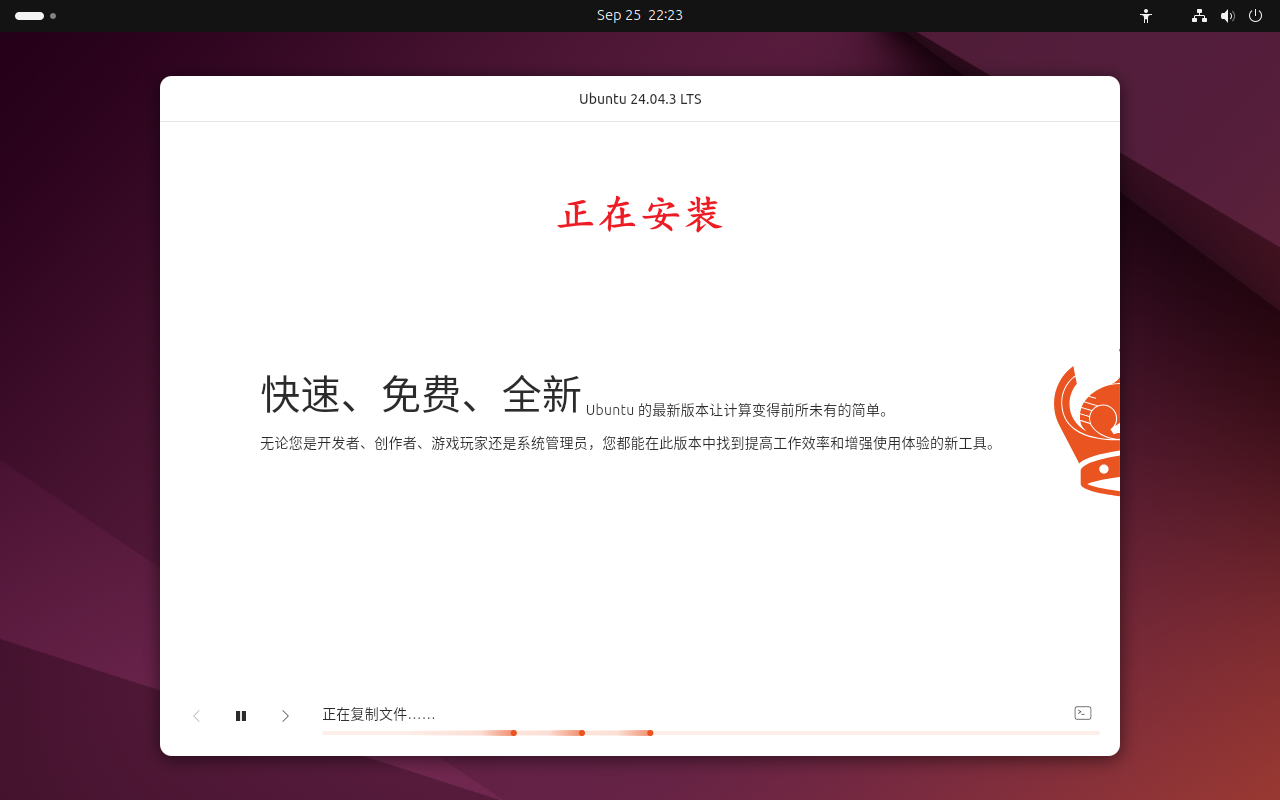 Sep 25 22:23
Ubuntu 24.04.3 LTS
正在安装
快速、免费、全新 Ubuntu 的最新版本让计算变得前所未有的简单。
无论您是开发者、创作者、游戏玩家还是系统管理员，您都能在此版本中找到提高工作效率和增强使用体验的新工具。
正在复制文件……